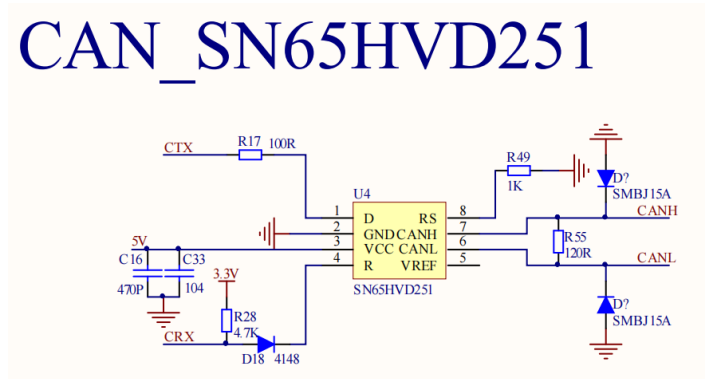 CAN_SN65HVD251
CTX
R17 100R
R49
1K
D?
SMBJ15A
U4
1 D RS 8
2 GND CANH 7
3 VCC CANL 6
4 R VREF 5
SN65HVD251
CANH
R55
120R
CANL
5V
C16 C33
470P 104
3.3V
R28
4.7K
CRX
D18 4148
D?
SMBJ15A